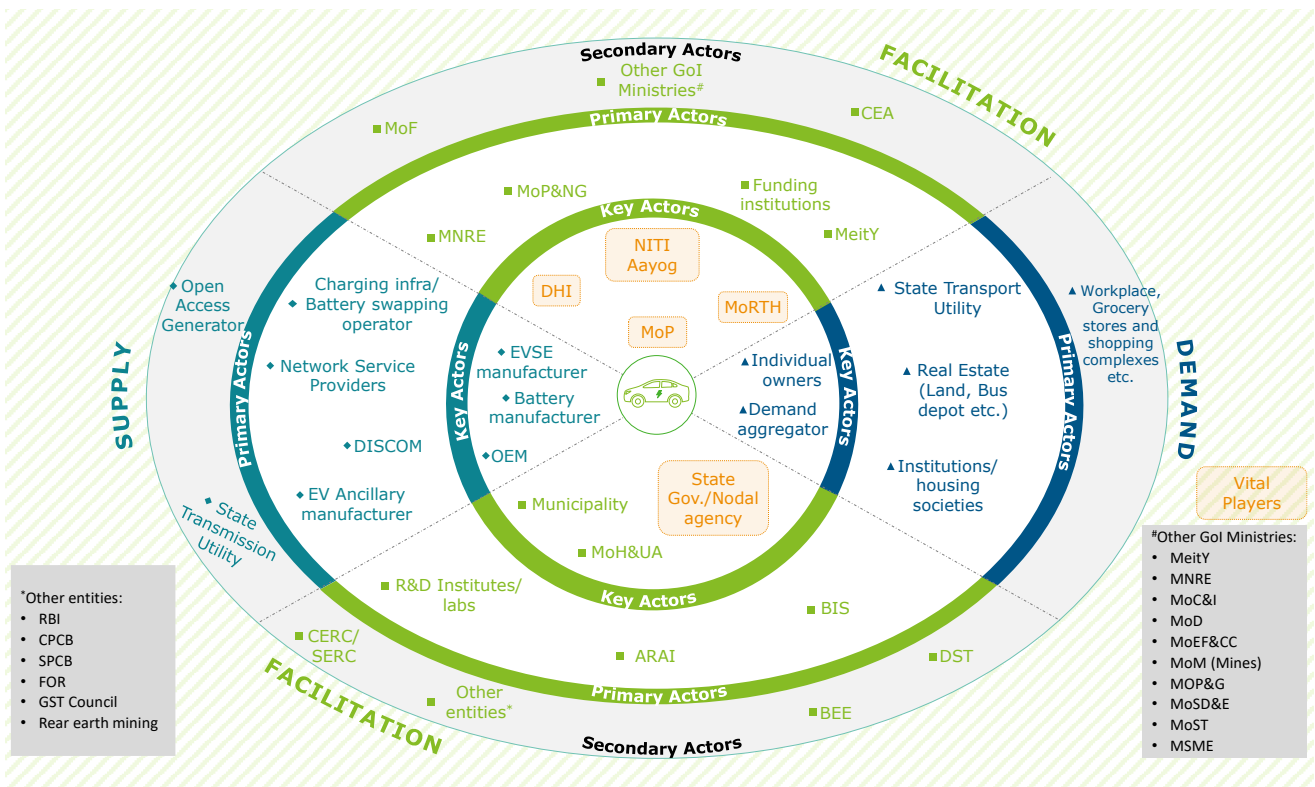 Secondary Actors
FACILITATION
■ Other GoI
Ministries#
■ MoF
■ CEA
Primary Actors
■ MoP&NG
■ Funding
institutions
■ MNRE
■ MeitY
Key Actors
NITI
Aayog
DHI
MoRTH
MoP
SUPPLY
◆ Open
Access
Generator
◆ State
Transmission
Utility
Primary Actors
Charging infra/
◆ Battery swapping
operator
◆ Network Service
Providers
◆ DISCOM
◆ EV Ancillary
manufacturer
Key Actors
◆ EVSE
manufacturer
◆ Battery
manufacturer
◆ OEM
▲ Individual
owners
▲ Demand
aggregator
Key Actors
▲ State Transport
Utility
▲ Real Estate
(Land, Bus
depot etc.)
▲ Institutions/
housing
societies
Primary Actors
▲ Workplace,
Grocery
stores and
shopping
complexes
etc.
DEMAND
■ Municipality
State
Gov./Nodal
agency
■ MoH&UA
Key Actors
■ R&D Institutes/
labs
■ BIS
■ ARAI
Primary Actors
■ CERC/
SERC
■ DST
■ Other
entities*
■ BEE
Secondary Actors
FACILITATION
*Other entities:
• RBI
• CPCB
• SPCB
• FOR
• GST Council
• Rear earth mining
Vital
Players
#Other GoI Ministries:
• MeitY
• MNRE
• MoC&I
• MoD
• MoEF&CC
• MoM (Mines)
• MOP&G
• MoSD&E
• MoST
• MSME